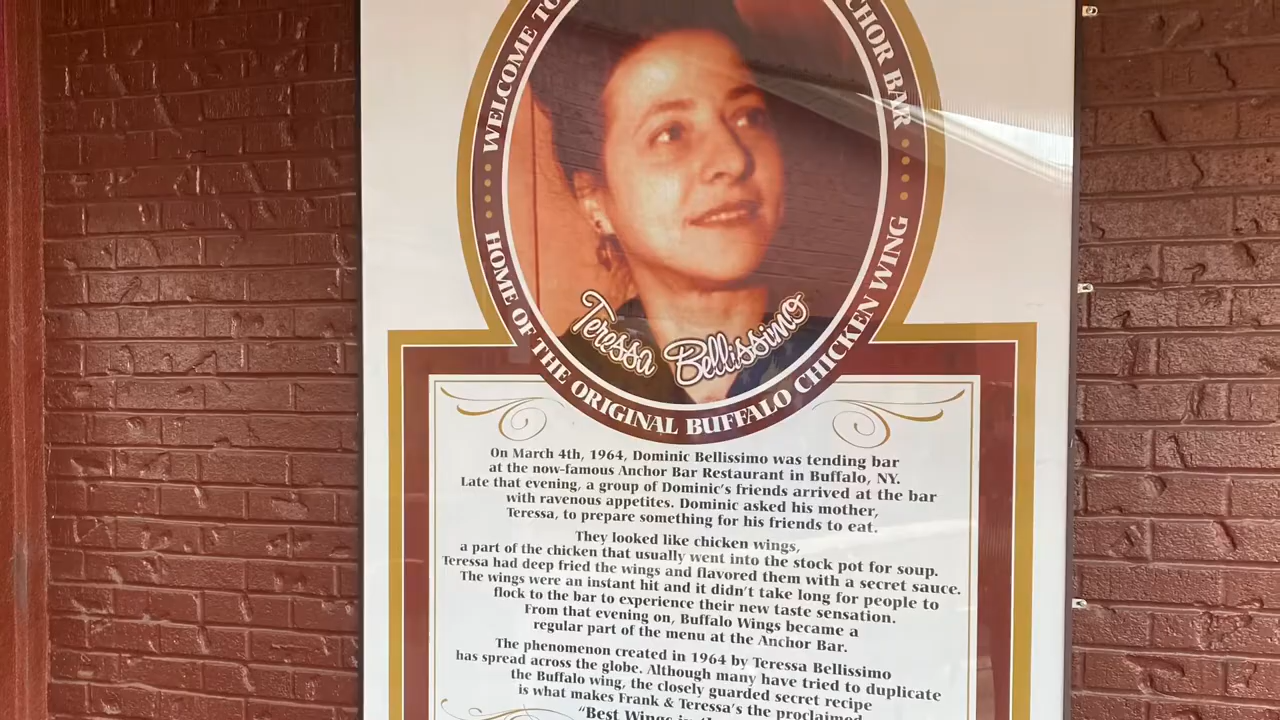 WELCOME TO
CHOR BAR
HOME OF THE ORIGINAL BUFFALO CHICKEN WING
Teressa Bellissimo
On March 4th, 1964, Dominic Bellissimo was tending bar
at the now-famous Anchor Bar Restaurant in Buffalo, NY.
Late that evening, a group of Dominic's friends arrived at the bar
with ravenous appetites. Dominic asked his mother,
Teressa, to prepare something for his friends to eat.
They looked like chicken wings,
a part of the chicken that usually went into the stock pot for soup.
Teressa had deep fried the wings and flavored them with a secret sauce.
The wings were an instant hit and it didn't take long for people to
flock to the bar to experience their new taste sensation.
From that evening on, Buffalo Wings became a
regular part of the menu at the Anchor Bar.
The phenomenon created in 1964 by Teressa Bellissimo
has spread across the globe. Although many have tried to duplicate
the Buffalo wing, the closely guarded secret recipe
is what makes Frank & Teressa's the proclaimed
"Best Wings in